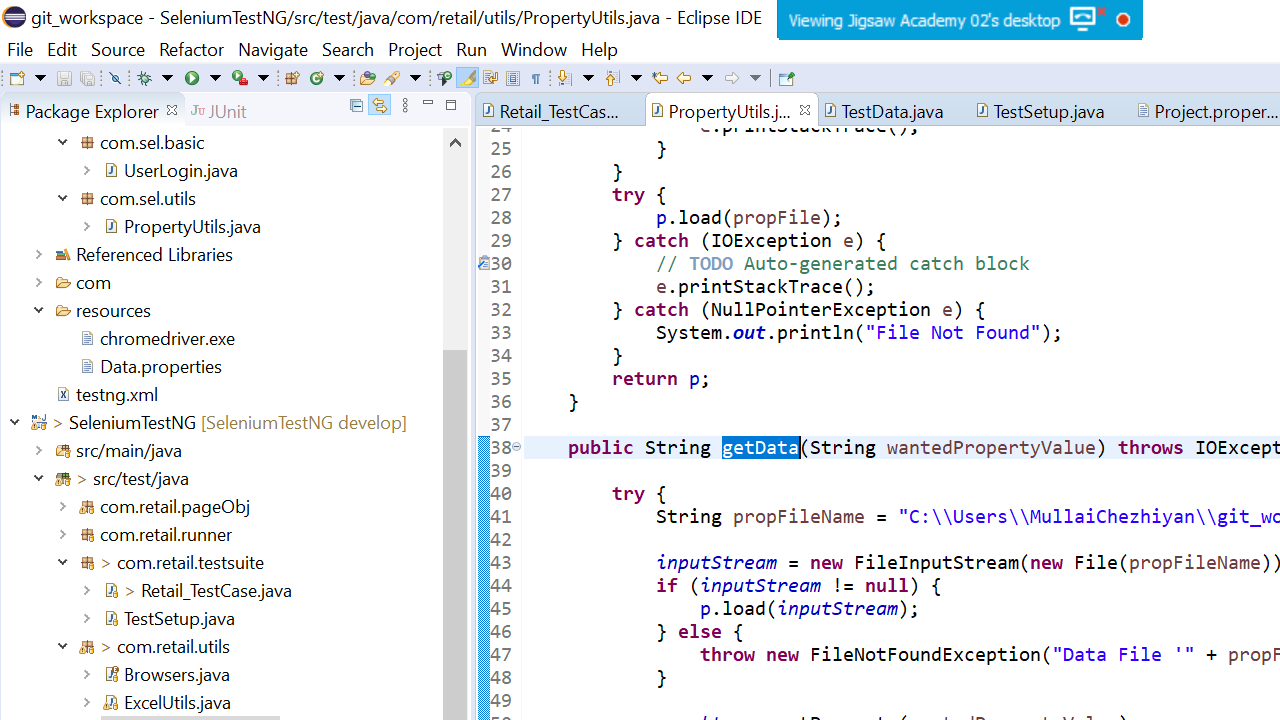 git_workspace - SeleniumTestNG/src/test/java/com/retail/utils/PropertyUtils.java - Eclipse IDE
Viewing Jigsaw Academy 02's desktop
File Edit Source Refactor Navigate Search Project Run Window Help
Package Explorer
JUnit
com.sel.basic
UserLogin.java
com.sel.utils
PropertyUtils.java
Referenced Libraries
com
resources
chromedriver.exe
Data.properties
testng.xml
> SeleniumTestNG [SeleniumTestNG develop]
src/main/java
> src/test/java
com.retail.pageObj
com.retail.runner
> com.retail.testsuite
> Retail_TestCase.java
TestSetup.java
> com.retail.utils
Browsers.java
ExcelUtils.java
Retail_TestCas...
PropertyUtils.j...
TestData.java
TestSetup.java
Project.proper...
24 e.printStackTrace();
25 }
26 }
27 try {
28 p.load(propFile);
29 } catch (IOException e) {
30 // TODO Auto-generated catch block
31 e.printStackTrace();
32 } catch (NullPointerException e) {
33 System.out.println("File Not Found");
34 }
35 return p;
36 }
37
38 public String getData(String wantedPropertyValue) throws IOExcept
39
40 try {
41 String propFileName = "C:\\Users\\MullaiChezhiyan\\git_wo
42
43 inputStream = new FileInputStream(new File(propFileName))
44 if (inputStream != null) {
45 p.load(inputStream);
46 } else {
47 throw new FileNotFoundException("Data File '" + propF
48 }
49